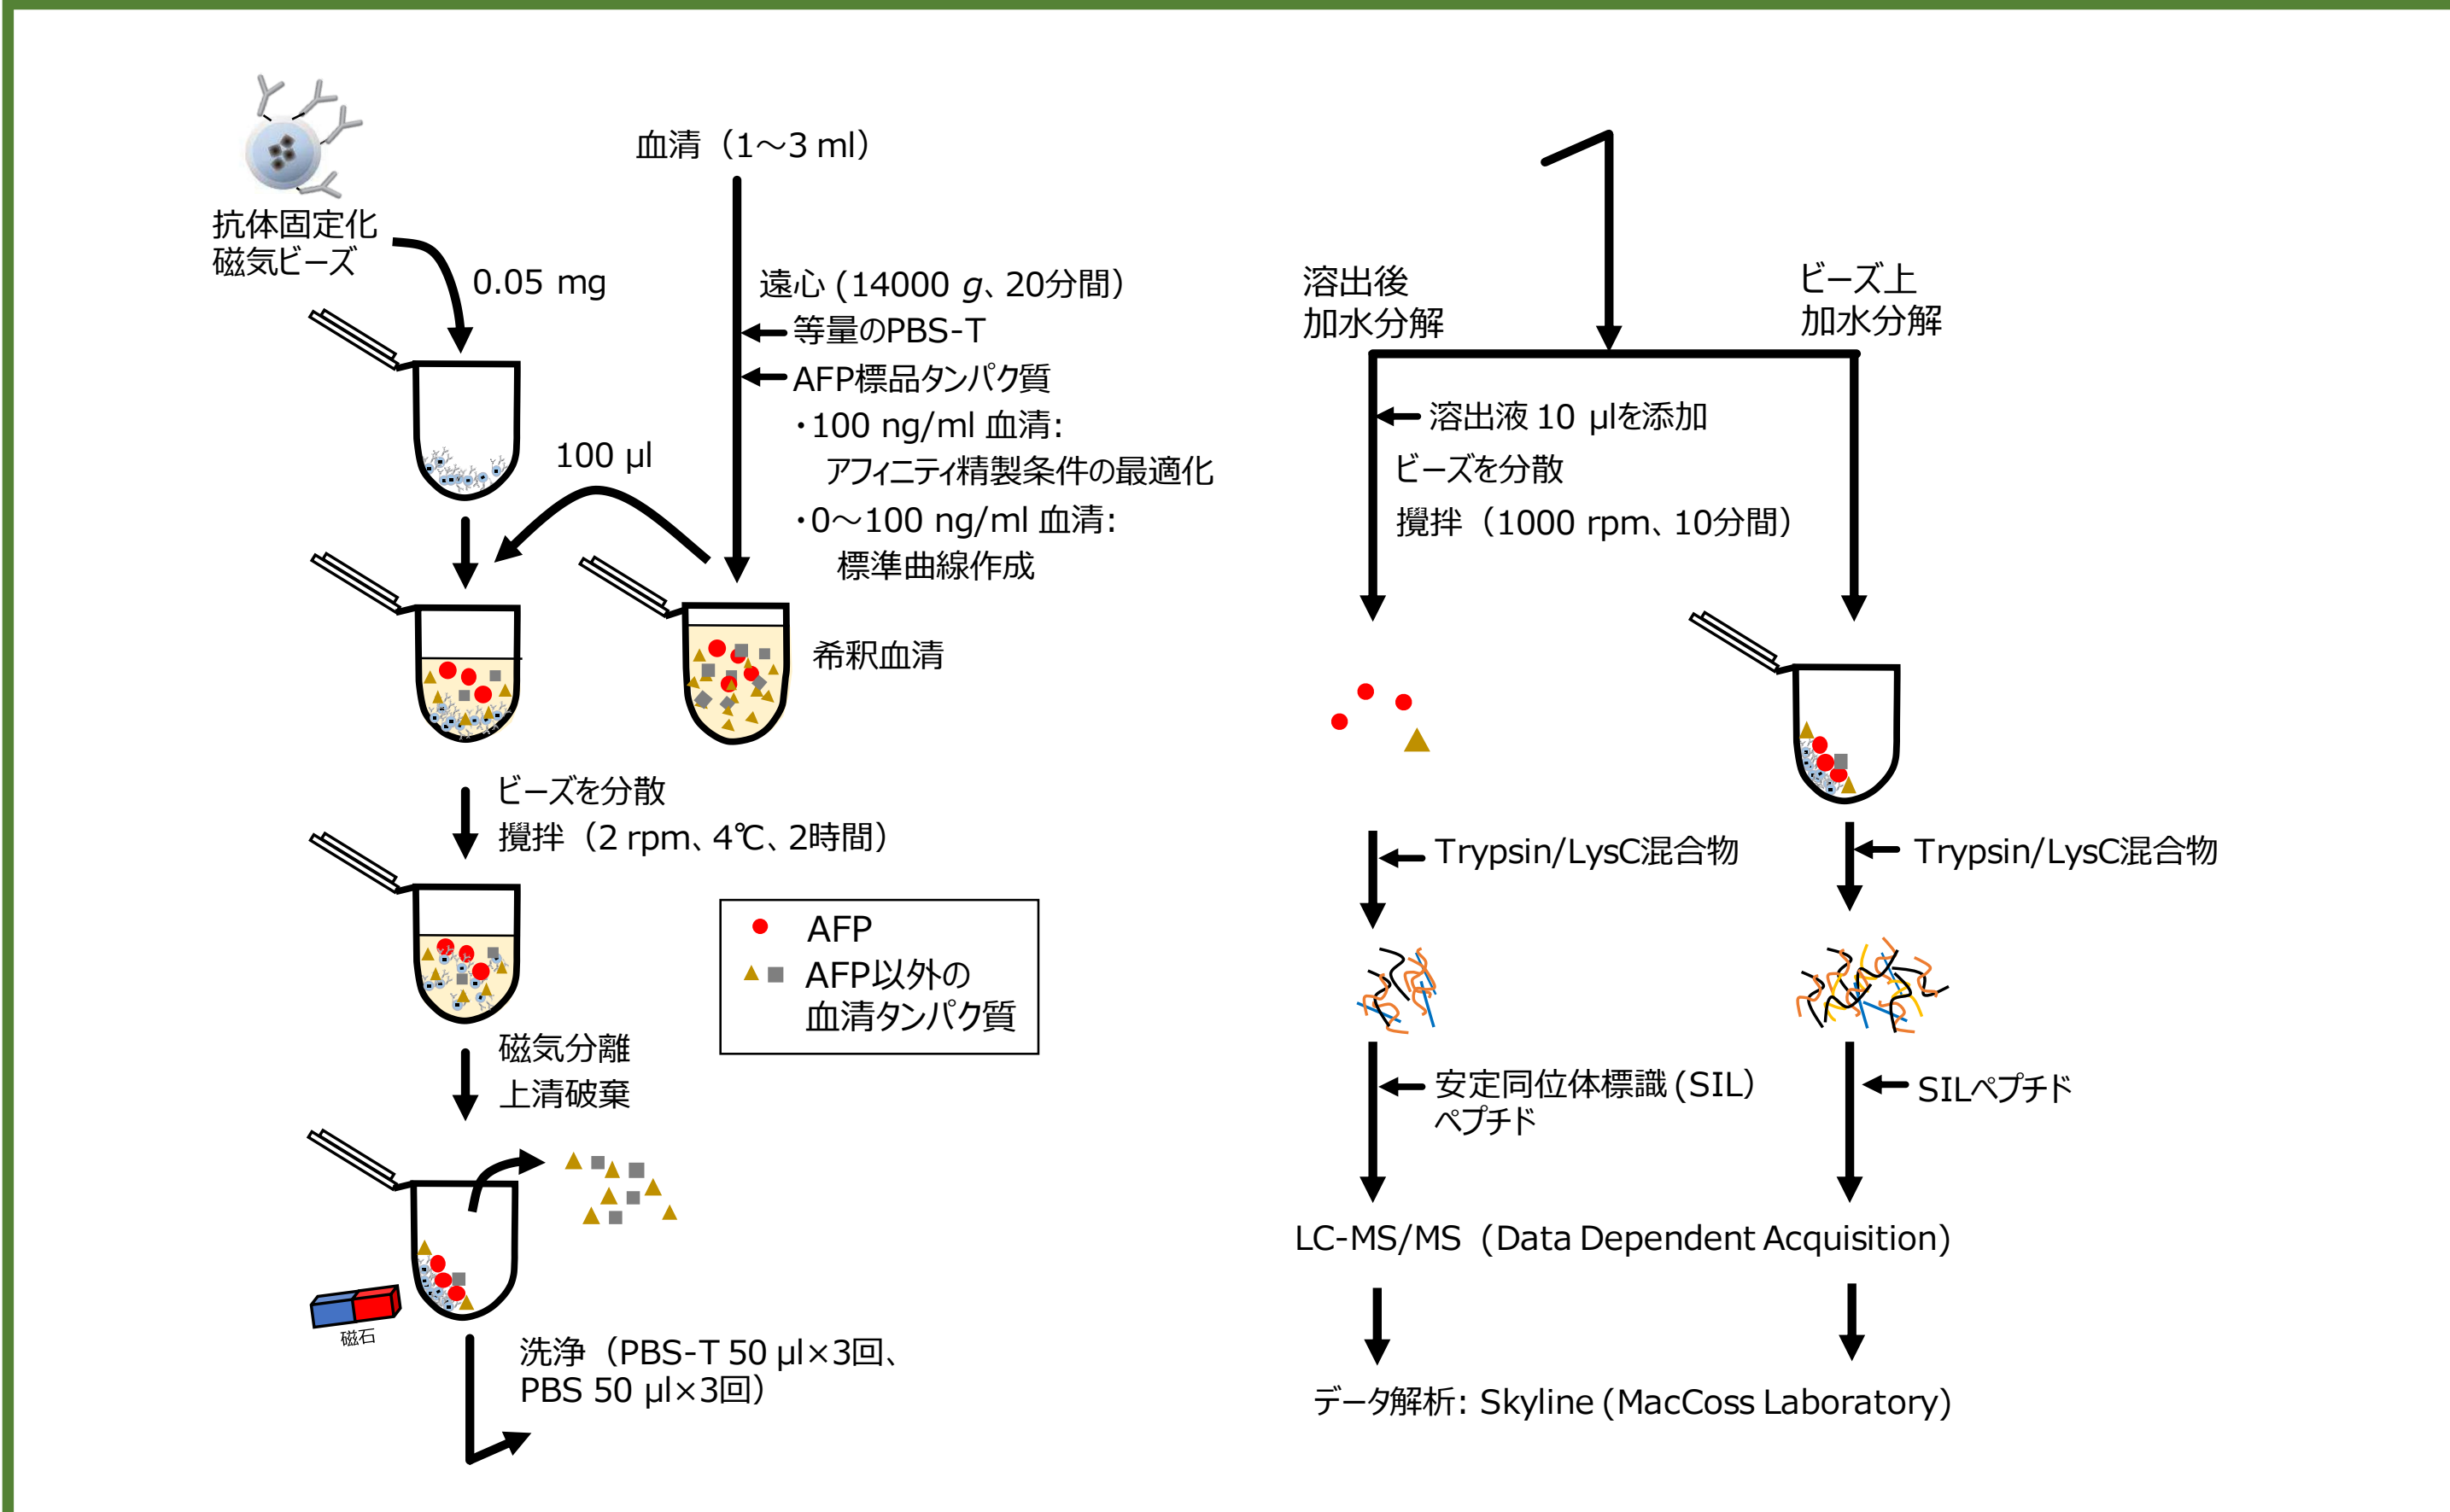 抗体固定化
磁気ビーズ
0.05 mg
血清（1～3 ml）
遠心 (14000 g、20分間）
等量のPBS-T
AFP標品タンパク質
・100 ng/ml 血清:
アフィニティ精製条件の最適化
・0～100 ng/ml 血清:
標準曲線作成
100 μl
希釈血清
ビーズを分散
攪拌（2 rpm、4℃、2時間）
AFP
AFP以外の
血清タンパク質
磁気分離
上清破棄
磁石
洗浄（PBS-T 50 μl×3回、
PBS 50 μl×3回）
溶出後
加水分解
ビーズ上
加水分解
溶出液 10 μlを添加
ビーズを分散
攪拌（1000 rpm、10分間）
Trypsin/LysC混合物
Trypsin/LysC混合物
安定同位体標識 (SIL）
ペプチド
SILペプチド
LC-MS/MS（Data Dependent Acquisition）
データ解析: Skyline (MacCoss Laboratory)